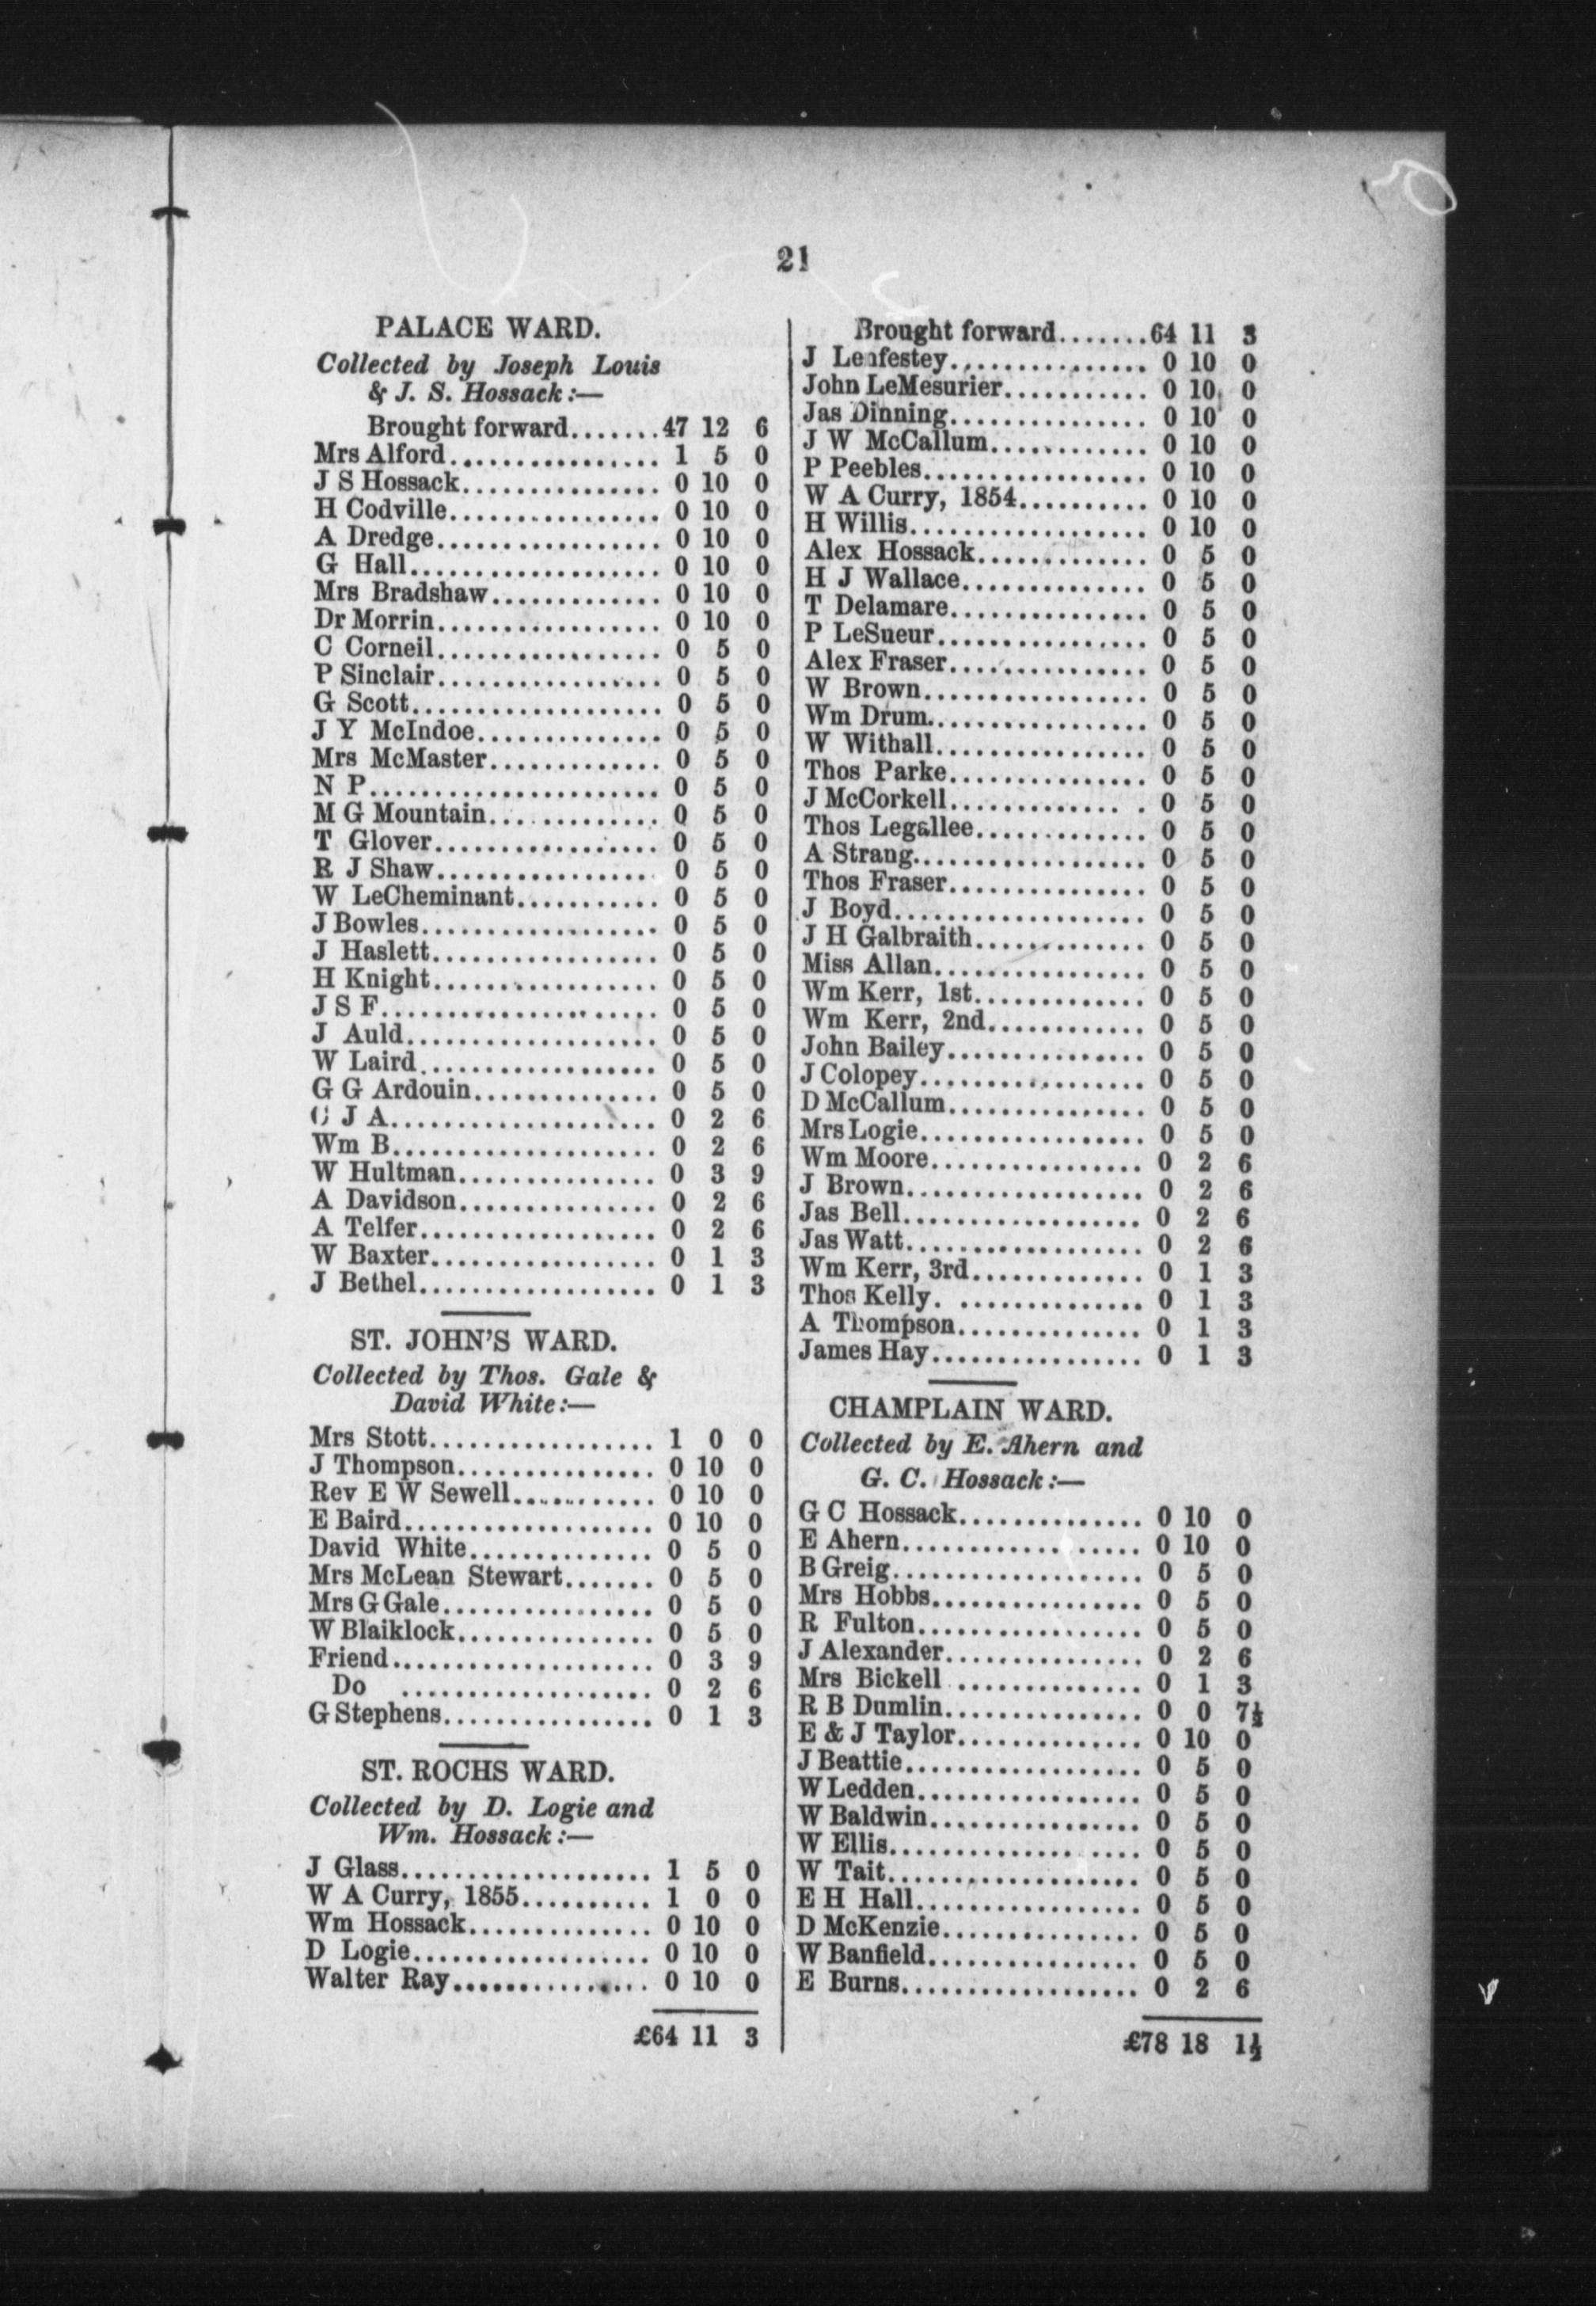 21
PALACE WARD.
Collected by Joseph Louis
& J. S. Hossack:—
Brought forward.......47 12 6
Mrs Alford................ 1 5 0
J S Hossack............... 0 10 0
H Codville................ 0 10 0
A Dredge................. 0 10 0
G Hall................... 0 10 0
Mrs Bradshaw............. 0 10 0
Dr Morrin................. 0 10 0
C Corneil................. 0 5 0
P Sinclair................. 0 5 0
G Scott................... 0 5 0
J Y McIndoe.............. 0 5 0
Mrs McMaster............. 0 5 0
N P...................... 0 5 0
M G Mountain............. 0 5 0
T Glover................. 0 5 0
R J Shaw................. 0 5 0
W LeCheminant........... 0 5 0
J Bowles.................. 0 5 0
J Haslett................. 0 5 0
H Knight................. 0 5 0
J S F..................... 0 5 0
J Auld................... 0 5 0
W Laird.................. 0 5 0
G G Ardouin.............. 0 5 0
C J A.................... 0 2 6
Wm B.................... 0 2 6
W Hultman............... 0 3 9
A Davidson............... 0 2 6
A Telfer.................. 0 2 6
W Baxter................. 0 1 3
J Bethel.................. 0 1 3
ST. JOHN'S WARD.
Collected by Thos. Gale &
David White:—
Mrs Stott................. 1 0 0
J Thompson............... 0 10 0
Rev E W Sewell........... 0 10 0
E Baird................... 0 10 0
David White.............. 0 5 0
Mrs McLean Stewart....... 0 5 0
Mrs G Gale................ 0 5 0
W Blaiklock............... 0 5 0
Friend.................... 0 3 9
Do ................... 0 2 6
G Stephens................ 0 1 3
ST. ROCHS WARD.
Collected by D. Logie and
Wm. Hossack:—
J Glass................... 1 5 0
W A Curry, 1855.......... 1 0 0
Wm Hossack.............. 0 10 0
D Logie.................. 0 10 0
Walter Ray............... 0 10 0
£64 11 3
Brought forward.......64 11 3
J Lenfestey............... 0 10 0
John LeMesurier........... 0 10 0
Jas Dinning............... 0 10 0
J W McCallum............ 0 10 0
P Peebles................. 0 10 0
W A Curry, 1854.......... 0 10 0
H Willis.................. 0 10 0
Alex Hossack............. 0 5 0
H J Wallace.............. 0 5 0
T Delamare............... 0 5 0
P LeSueur................ 0 5 0
Alex Fraser............... 0 5 0
W Brown................. 0 5 0
Wm Drum................. 0 5 0
W Withall................ 0 5 0
Thos Parke............... 0 5 0
J McCorkell............. . 0 5 0
Thos Legallee............. 0 5 0
A Strang.................. 0 5 0
Thos Fraser............... 0 5 0
J Boyd................... 0 5 0
J H Galbraith............. 0 5 0
Miss Allan................ 0 5 0
Wm Kerr, 1st............. 0 5 0
Wm Kerr, 2nd............ 0 5 0
John Bailey............... 0 5 0
J Colopey................. 0 5 0
D McCallum............... 0 5 0
Mrs Logie................. 0 5 0
Wm Moore................ 0 2 6
J Brown.................. 0 2 6
Jas Bell.................. 0 2 6
Jas Watt.................. 0 2 6
Wm Kerr, 3rd............. 0 1 3
Thos Kelly. .............. 0 1 3
A Thompson.............. 0 1 3
James Hay................ 0 1 3
CHAMPLAIN WARD.
Collected by E. Ahern and
G. C. Hossack:—
G C Hossack.............. 0 10 0
E Ahern.................. 0 10 0
B Greig................... 0 5 0
Mrs Hobbs................ 0 5 0
R Fulton................. 0 5 0
J Alexander............... 0 2 6
Mrs Bickell .............. 0 1 3
R B Dumlin............... 0 0 7½
E & J Taylor.............. 0 10 0
J Beattie.................. 0 5 0
W Ledden................. 0 5 0
W Baldwin................ 0 5 0
W Ellis................... 0 5 0
W Tait................... 0 5 0
E H Hall................. 0 5 0
D McKenzie............... 0 5 0
W Banfield................ 0 5 0
E Burns.................. 0 2 6
£78 18 1½